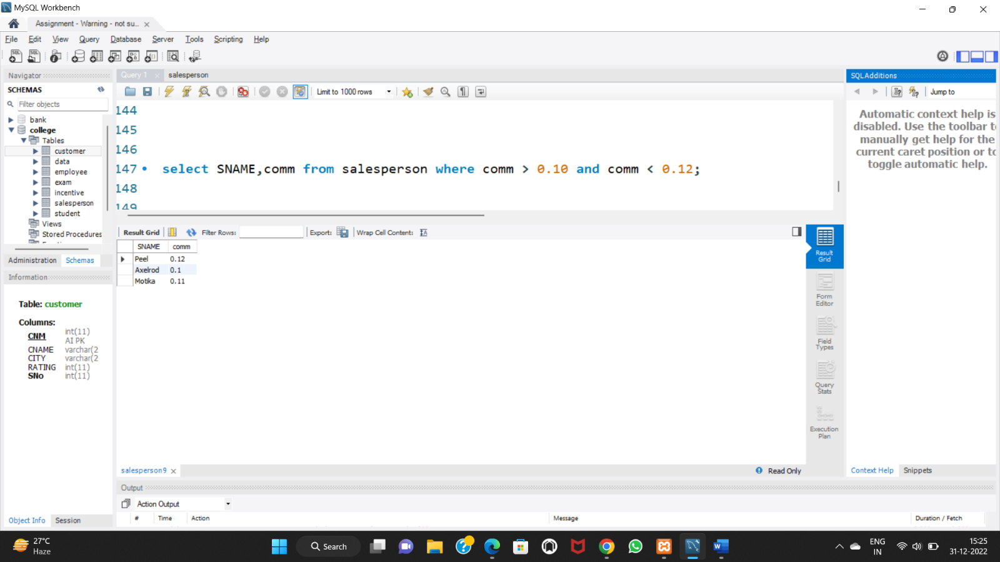 MySQL Workbench
Assignment - Warning - not su...
File Edit View Query Database Server Tools Scripting Help
Navigator
SCHEMAS
Filter objects
bank
college
Tables
customer
data
employee
exam
incentive
salesperson
student
Views
Stored Procedures
Administration Schemas
Information
Table: customer
Columns:
CNM int(11)
AI PK
CNAME varchar(2
CITY varchar(2
RATING int(11)
SNo int(11)
Object Info Session
Query 1 salesperson
Limit to 1000 rows
144
145
146
147 select SNAME,comm from salesperson where comm > 0.10 and comm < 0.12;
148
149
Result Grid Filter Rows: Export: Wrap Cell Content: IA
SNAME comm
Peel 0.12
Axelrod 0.1
Motika 0.11
Result
Grid
Form
Editor
Field
Types
Query
Stats
Execution
Plan
salesperson9 Read Only
Output
Action Output
# Time Action Message Duration / Fetch
SQLAdditions
Jump to
Automatic context help is
disabled. Use the toolbar to
manually get help for the
current caret position or to
toggle automatic help.
Context Help Snippets
27°C
Haze
Search
ENG
IN
15:25
31-12-2022